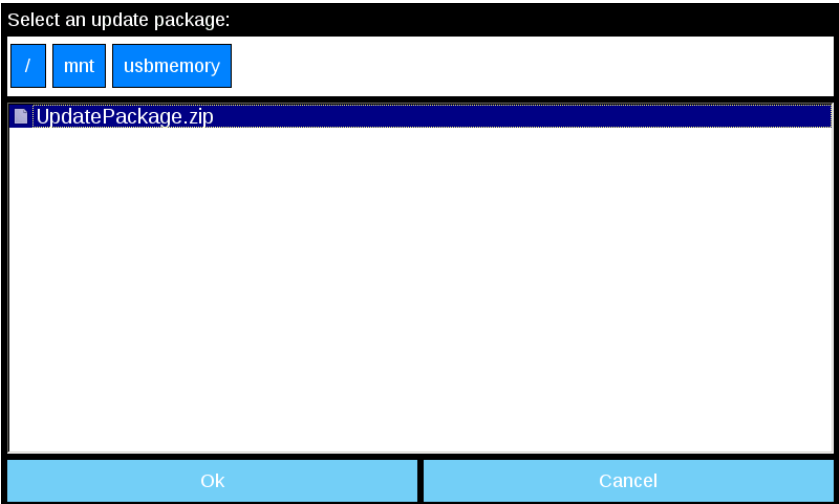 Select an update package:
/ mnt usbmemory
UpdatePackage.zip
Ok Cancel